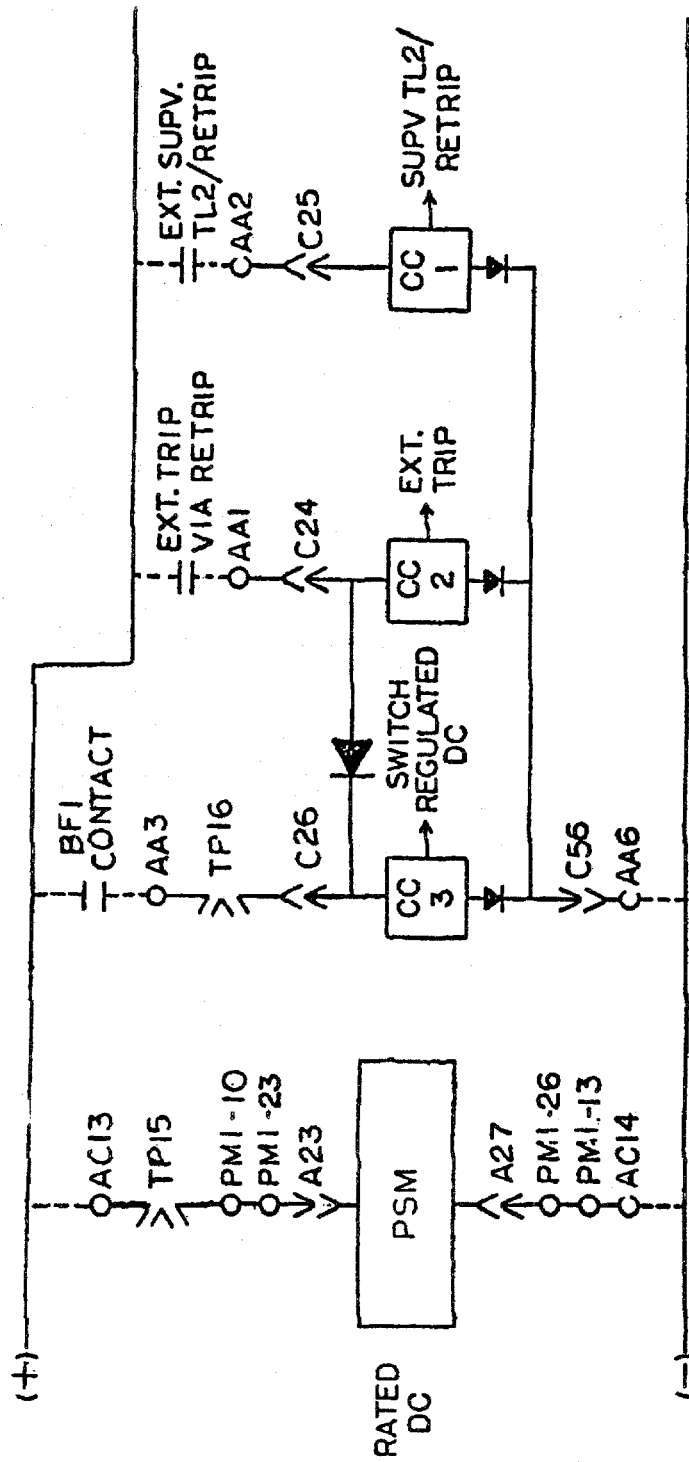 (+)
RATED
DC
AC13
TP15
PM1-10
PM1-23
A23
PSM
A27
PM1-26
PM1-13
AC14
BFI
CONTACT
AA3
TP16
C26
CC
3
SWITCH
REGULATED
DC
C56
AA6
EXT. TRIP
VIA RETRIP
AA1
C24
CC
2
EXT.
TRIP
EXT. SUPV.
TL2/RETRIP
AA2
C25
CC
1
SUPV TL2/
RETRIP
(-)